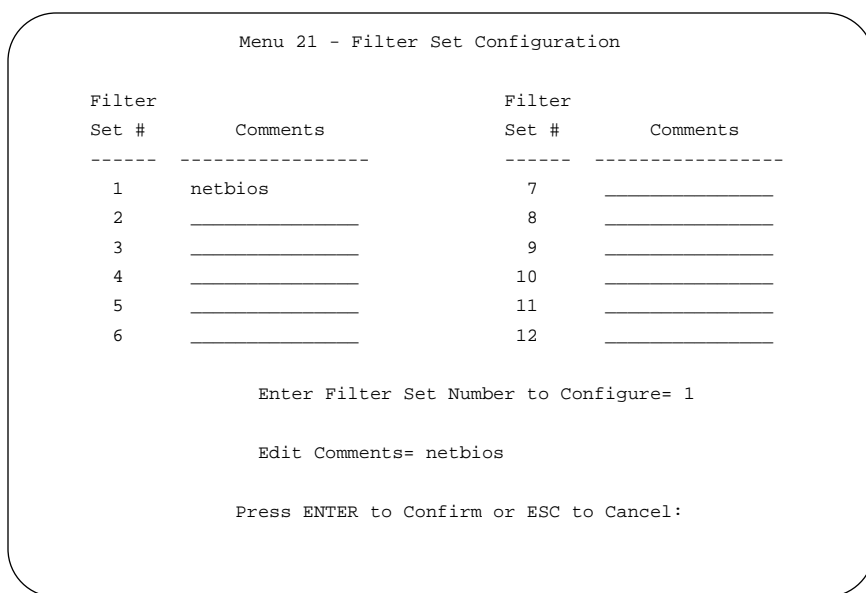 Menu 21 - Filter Set Configuration
Filter Filter
Set # Comments Set # Comments
------ ----------------- ------ -----------------
1 netbios 7 _______________
2 _______________ 8 _______________
3 _______________ 9 _______________
4 _______________ 10 _______________
5 _______________ 11 _______________
6 _______________ 12 _______________
Enter Filter Set Number to Configure= 1
Edit Comments= netbios
Press ENTER to Confirm or ESC to Cancel: